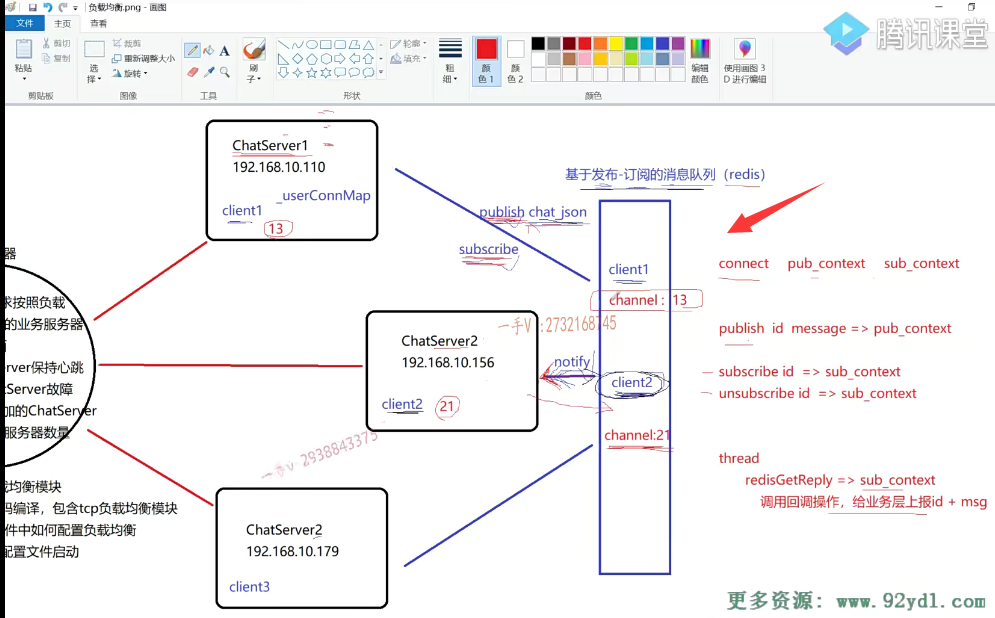 负载均衡.png - 画图
文件 主页 查看
粘贴
剪切
复制
剪贴板
选择
裁剪
重新调整大小
旋转
图像
A
工具
刷子
形状
轮廓
填充
粗细
颜色 1
颜色 2
颜色
编辑颜色
使用画图 3D 进行编辑
腾讯课堂
ChatServer1
192.168.10.110
_userConnMap
client1
13
基于发布-订阅的消息队列（redis）
publish chat_json
subscribe
client1
channel：13
connect pub_context sub_context
publish id message => pub_context
subscribe id => sub_context
unsubscribe id => sub_context
thread
redisGetReply => sub_context
调用回调操作，给业务层上报id + msg
器
求按照负载
的业务服务器
erver保持心跳
tServer故障
加的ChatServer
服务器数量
ChatServer2
192.168.10.156
client2
21
一手V :2732168745
notify
client2
channel:21
一手v 2938843375
载均衡模块
码编译，包含tcp负载均衡模块
件中如何配置负载均衡
配置文件启动
ChatServer2
192.168.10.179
client3
更多资源: www.92yd1.com